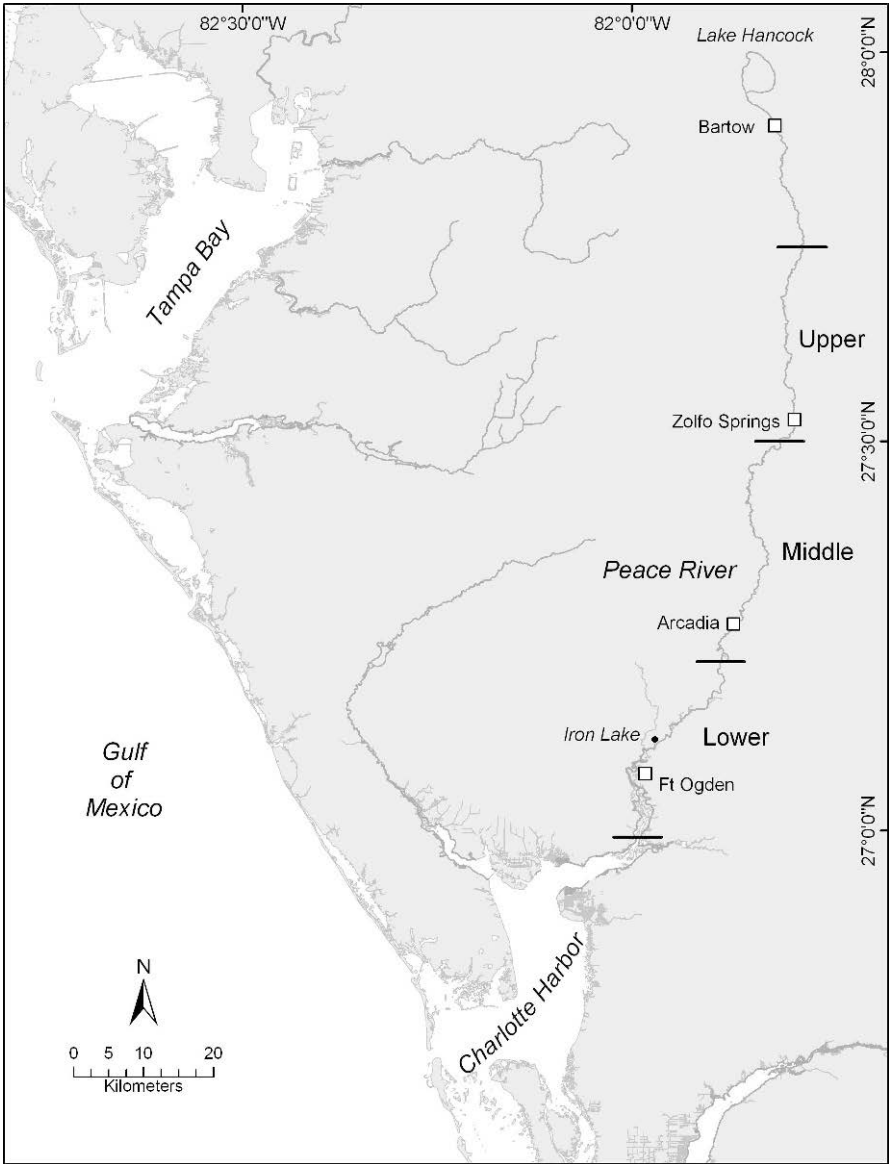 82°30'0"W
82°0'0"W
Lake Hancock
28°0'0"N
Bartow
Tampa Bay
Upper
Zolfo Springs
27°30'0"N
Middle
Peace River
Arcadia
Iron Lake
Lower
Gulf
of
Mexico
Ft Ogden
27°0'0"N
Charlotte Harbor
N
0 5 10 20
Kilometers